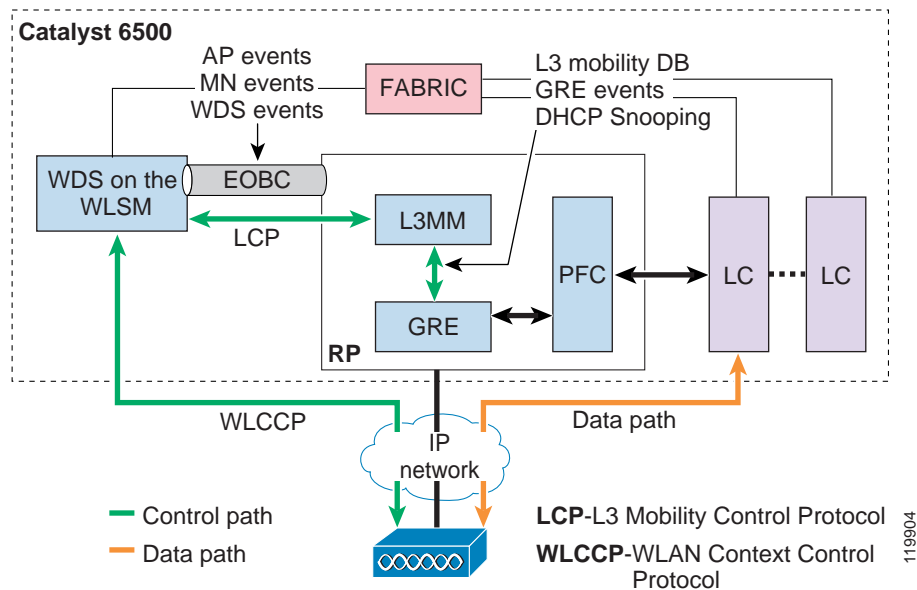 Catalyst 6500
AP events
MN events
WDS events
FABRIC
L3 mobility DB
GRE events
DHCP Snooping
WDS on the
WLSM
EOBC
LCP
L3MM
GRE
PFC
RP
LC
LC
WLCCP
IP
network
Data path
Control path
Data path
LCP-L3 Mobility Control Protocol
WLCCP-WLAN Context Control
Protocol
119904